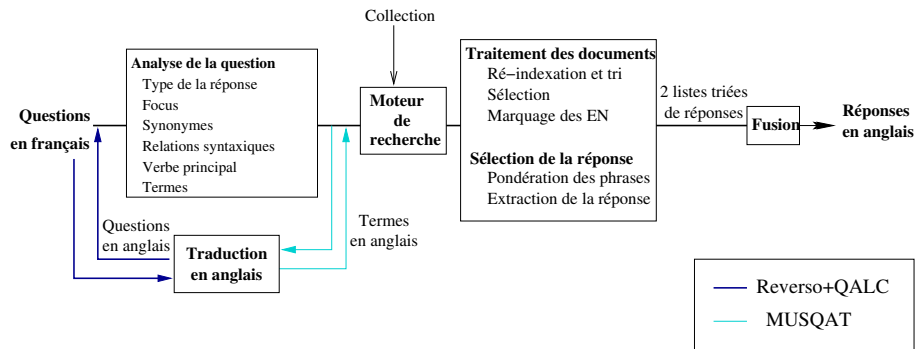 Collection
Questions
en français
Analyse de la question
Type de la réponse
Focus
Synonymes
Relations syntaxiques
Verbe principal
Termes
Moteur
de
recherche
Traitement des documents
Ré−indexation et tri
Sélection
Marquage des EN
Sélection de la réponse
Pondération des phrases
Extraction de la réponse
2 listes triées
de réponses
Fusion
Réponses
en anglais
Questions
en anglais
Traduction
en anglais
Termes
en anglais
Reverso+QALC
MUSQAT